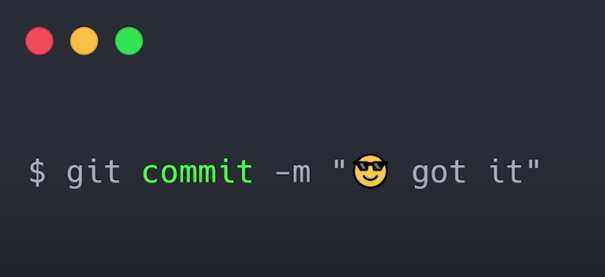 $ git commit -m "😎 got it"